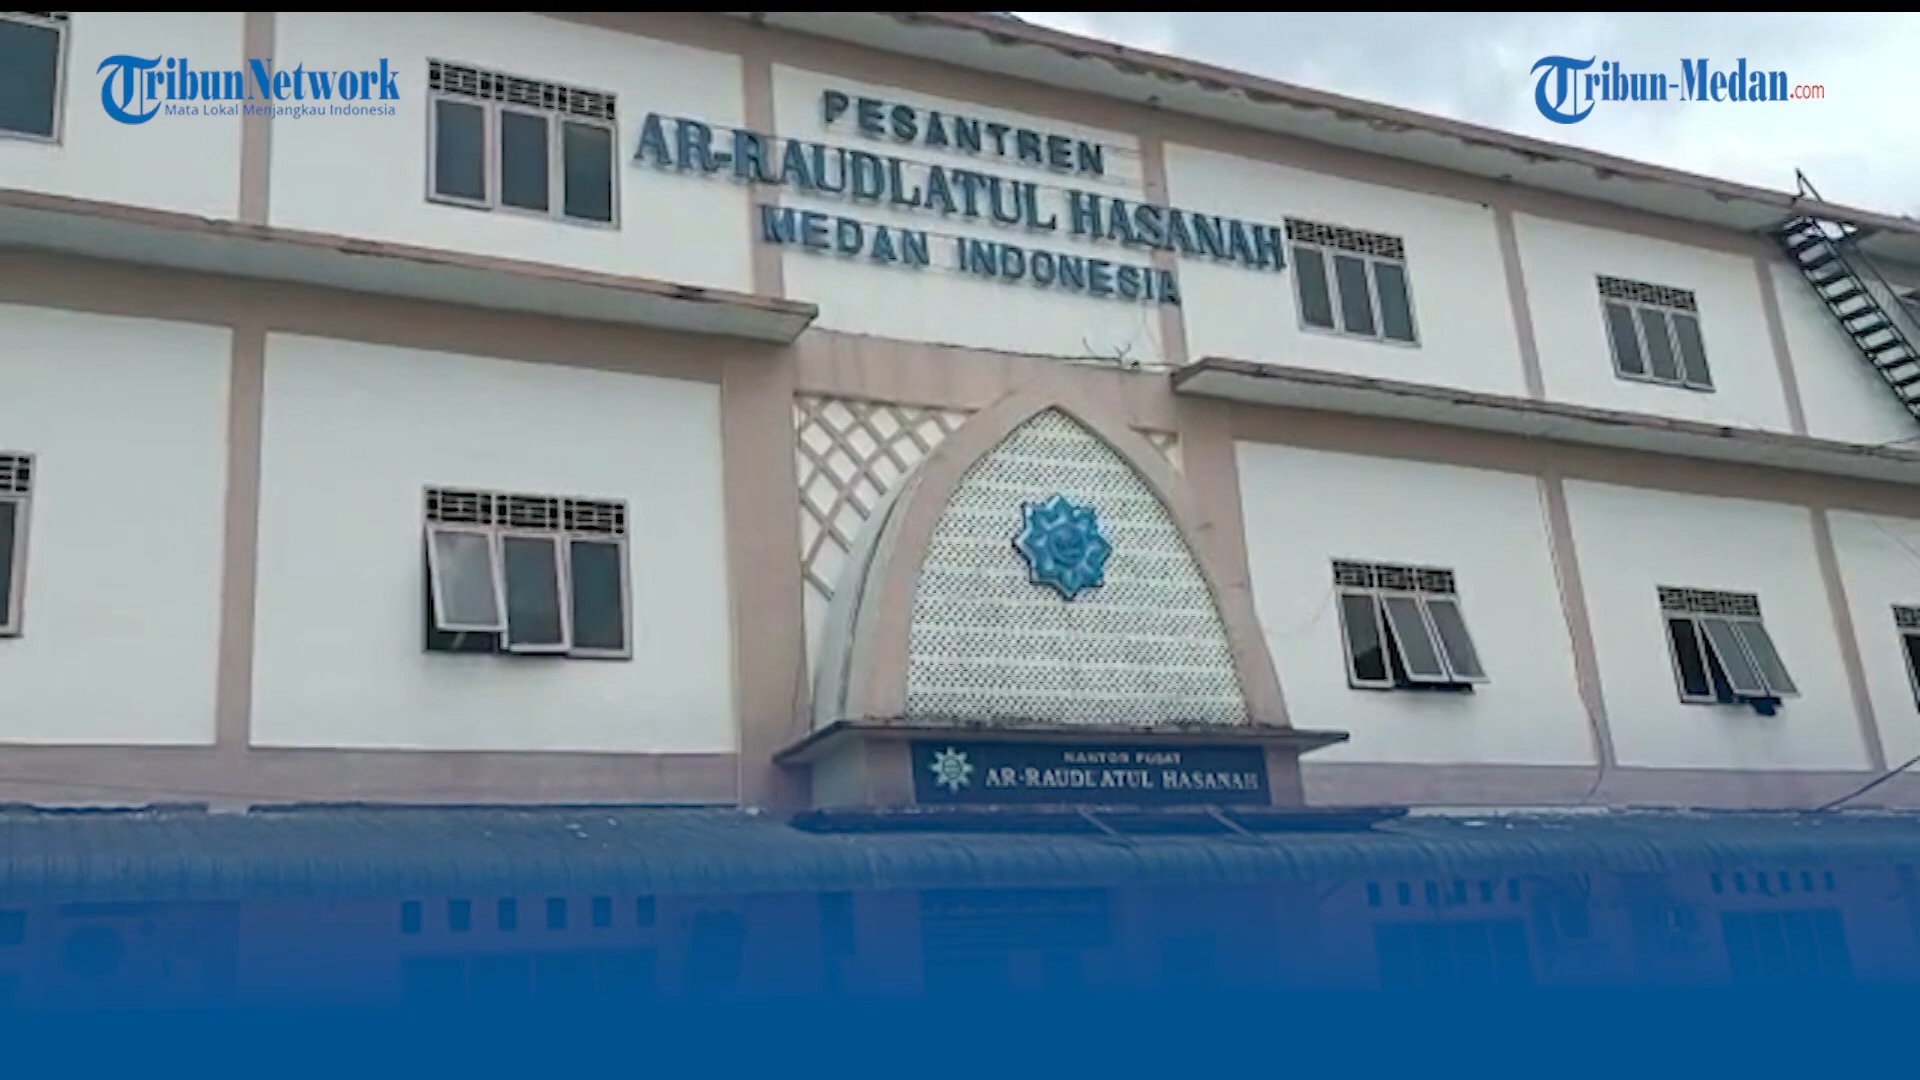 TribunNetwork
Mata Lokal Menjangkau Indonesia
Tribun-Medan.com
PESANTREN
AR-RAUDLATUL HASANAH
MEDAN INDONESIA
KANTOR PUSAT
AR-RAUDLATUL HASANAH